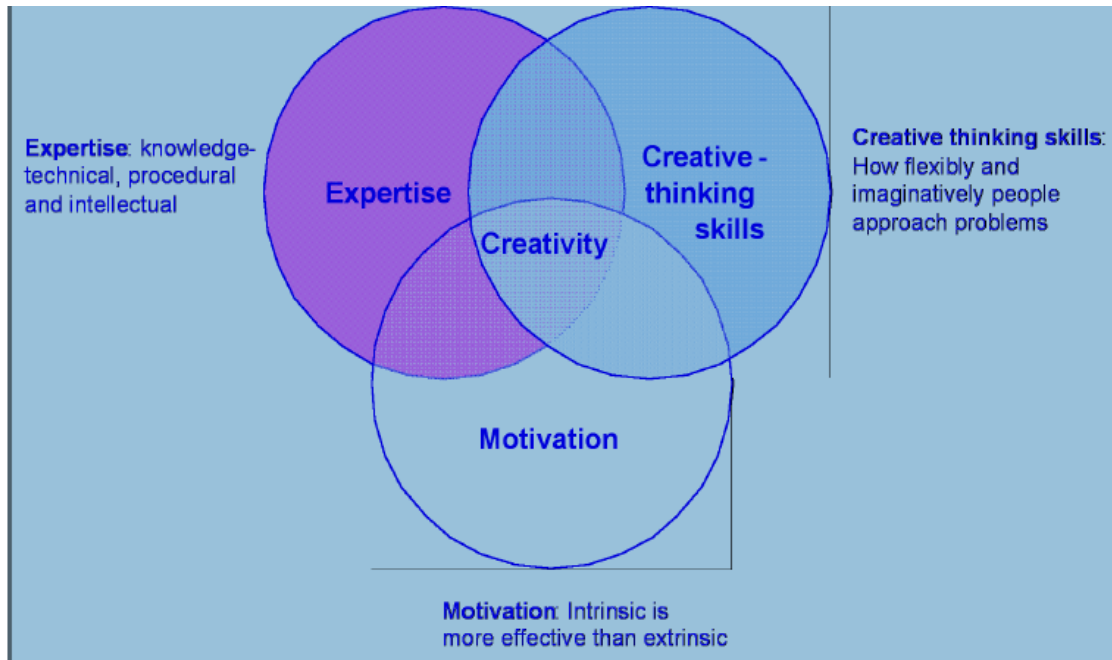 Expertise: knowledge-
technical, procedural
and intellectual
Expertise
Creative -
thinking
skills
Creativity
Motivation
Creative thinking skills:
How flexibly and
imaginatively people
approach problems
Motivation: Intrinsic is
more effective than extrinsic